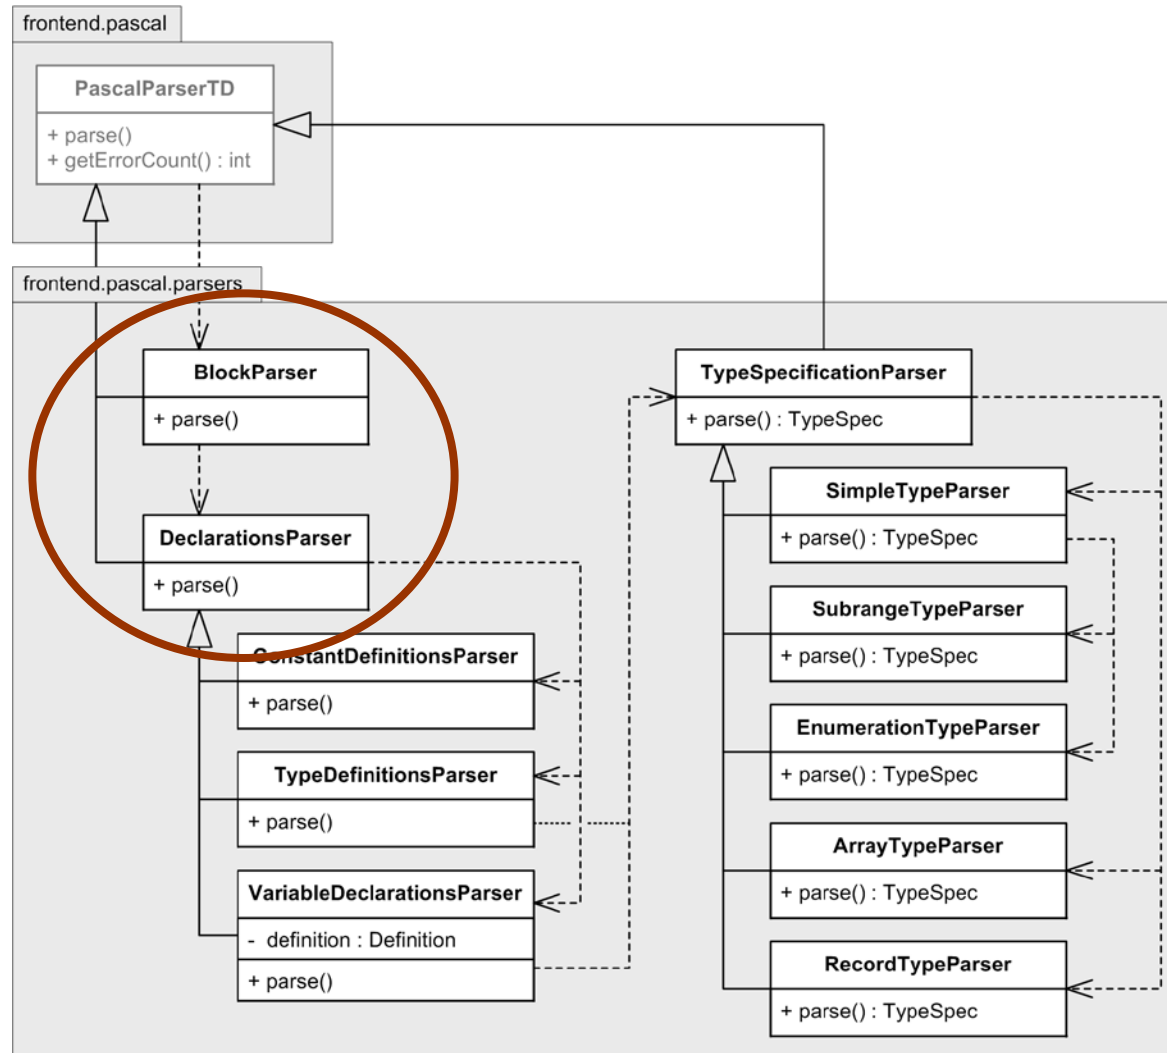 frontend.pascal
PascalParserTD
+ parse()
+ getErrorCount() : int
frontend.pascal.parsers
BlockParser
+ parse()
DeclarationsParser
+ parse()
ConstantDefinitionsParser
+ parse()
TypeDefinitionsParser
+ parse()
VariableDeclarationsParser
- definition : Definition
+ parse()
TypeSpecificationParser
+ parse() : TypeSpec
SimpleTypeParser
+ parse() : TypeSpec
SubrangeTypeParser
+ parse() : TypeSpec
EnumerationTypeParser
+ parse() : TypeSpec
ArrayTypeParser
+ parse() : TypeSpec
RecordTypeParser
+ parse() : TypeSpec